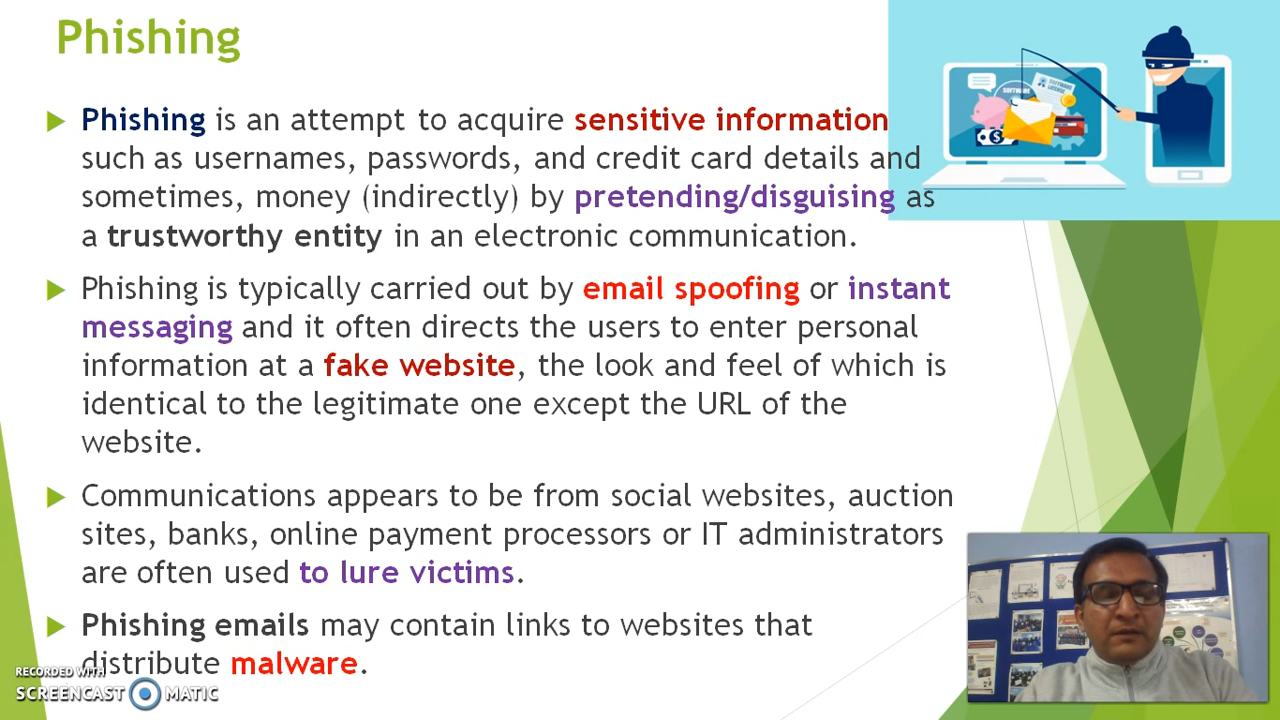 Phishing
Phishing is an attempt to acquire sensitive information
such as usernames, passwords, and credit card details and
sometimes, money (indirectly) by pretending/disguising as
a trustworthy entity in an electronic communication.
Phishing is typically carried out by email spoofing or instant
messaging and it often directs the users to enter personal
information at a fake website, the look and feel of which is
identical to the legitimate one except the URL of the
website.
Communications appears to be from social websites, auction
sites, banks, online payment processors or IT administrators
are often used to lure victims.
Phishing emails may contain links to websites that
distribute malware.
SOFTWARE
SOFTWARE
LICENSE
RECORDED WITH
SCREENCAST MATIC